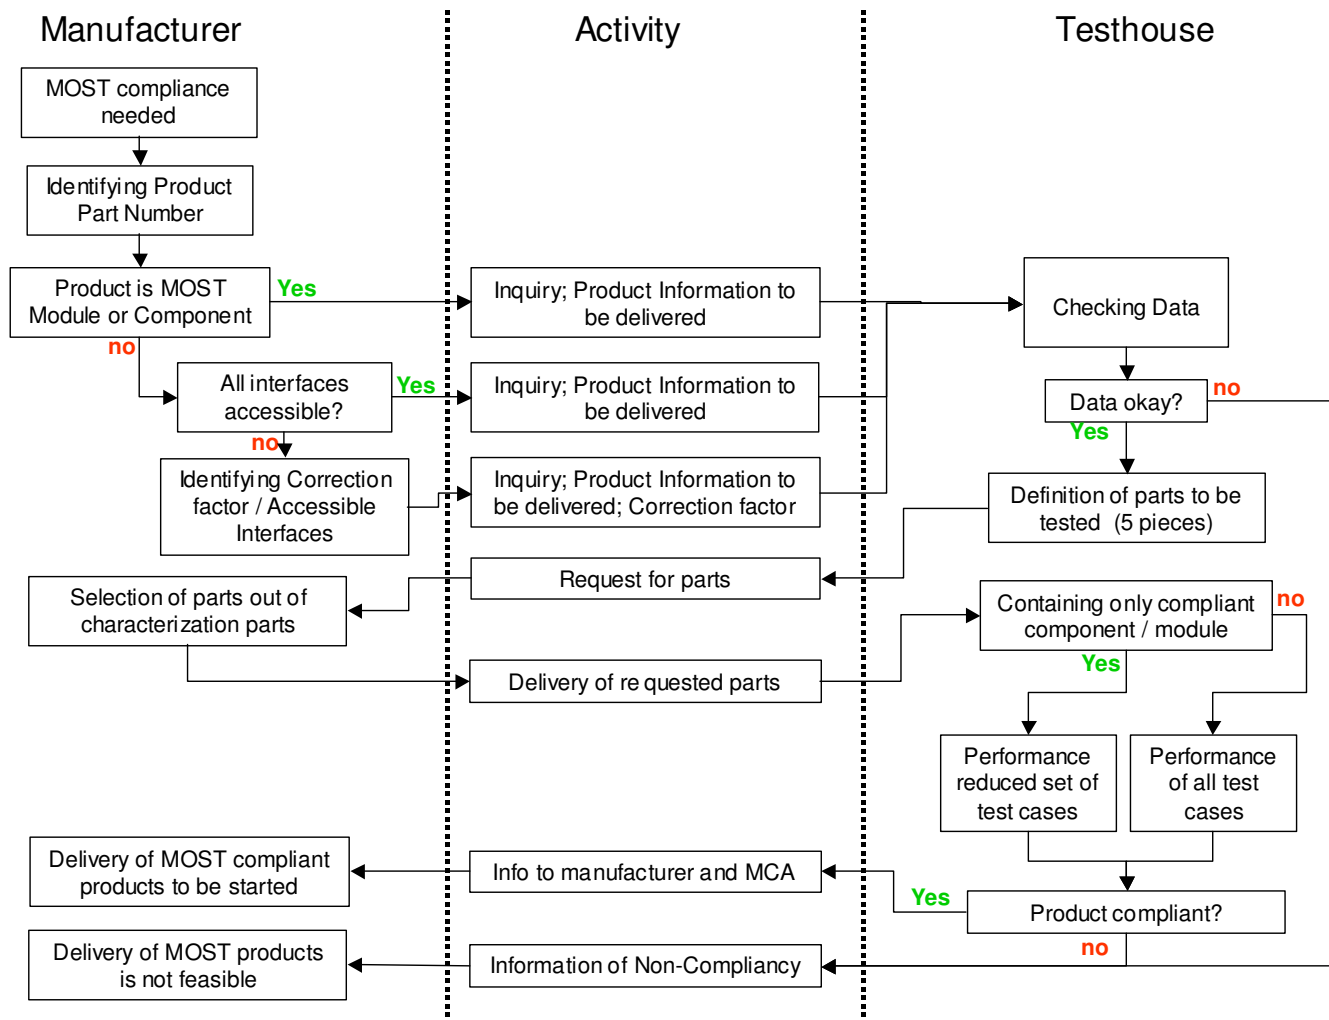 Manufacturer
Activity
Testhouse
MOST compliance
needed
Identifying Product
Part Number
Product is MOST
Module or Component
Yes
no
Inquiry; Product Information to
be delivered
Checking Data
All interfaces
accessible?
Yes
no
Inquiry; Product Information to
be delivered
Data okay?
no
Yes
Identifying Correction
factor / Accessible
Interfaces
Inquiry; Product Information to
be delivered; Correction factor
Definition of parts to be
tested (5 pieces)
Request for parts
Selection of parts out of
characterization parts
Containing only compliant
component / module
no
Yes
Delivery of requested parts
Performance
reduced set of
test cases
Performance
of all test
cases
Delivery of MOST compliant
products to be started
Info to manufacturer and MCA
Yes
Product compliant?
no
Delivery of MOST products
is not feasible
Information of Non-Compliancy